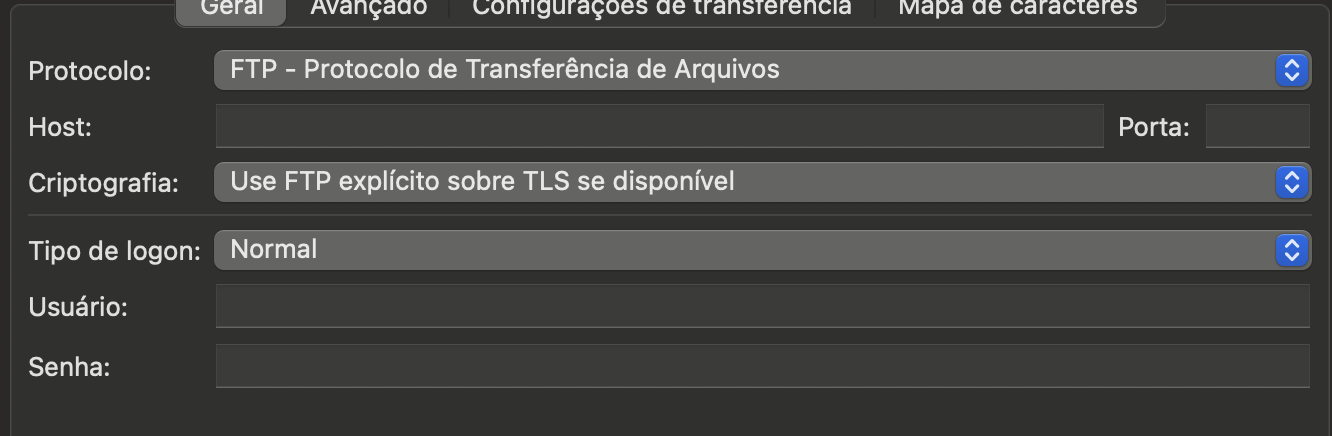 Geral Avançado Configurações de transferência Mapa de caracteres
Protocolo: FTP - Protocolo de Transferência de Arquivos
Host: Porta:
Criptografia: Use FTP explícito sobre TLS se disponível
Tipo de logon: Normal
Usuário:
Senha: